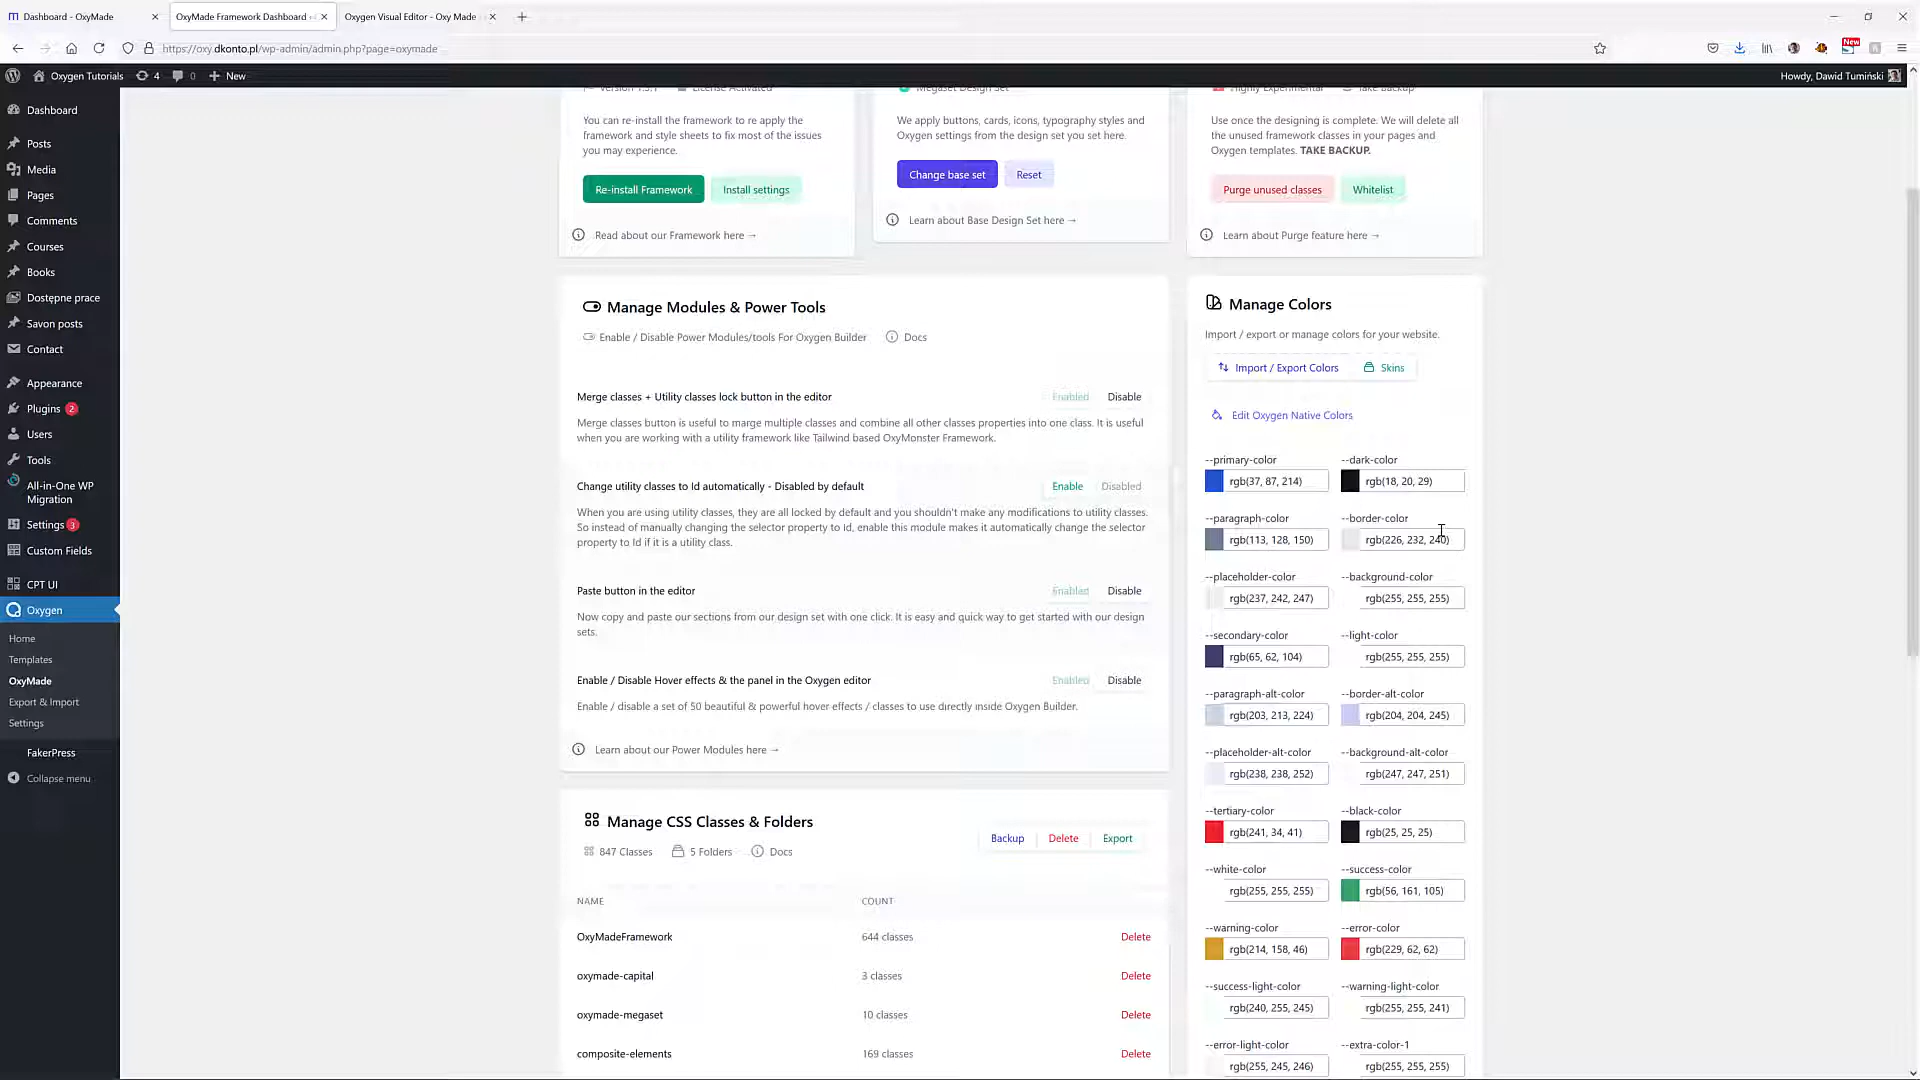 Dashboard - OxyMade
OxyMade Framework Dashboard
Oxygen Visual Editor - Oxy Made
https://oxy.dkonto.pl/wp-admin/admin.php?page=oxymade
New
Oxygen Tutorials
4
0
New
Howdy, Dawid Tumiński
Dashboard
Posts
Media
Pages
Comments
Courses
Books
Dostępne prace
Savon posts
Contact
Appearance
Plugins 2
Users
Tools
All-in-One WP
Migration
Settings 3
Custom Fields
CPT UI
Oxygen
Home
Templates
OxyMade
Export & Import
Settings
FakerPress
Collapse menu
Version 1.5.1
License Activated
You can re-install the framework to re apply the
framework and style sheets to fix most of the issues
you may experience.
Re-install Framework
Install settings
Read about our Framework here →
Megaset Design Set
We apply buttons, cards, icons, typography styles and
Oxygen settings from the design set you set here.
Change base set
Reset
Learn about Base Design Set here →
Highly Experimental
Take Backup
Use once the designing is complete. We will delete all
the unused framework classes in your pages and
Oxygen templates. TAKE BACKUP.
Purge unused classes
Whitelist
Learn about Purge feature here →
Manage Modules & Power Tools
Enable / Disable Power Modules/tools For Oxygen Builder
Docs
Merge classes + Utility classes lock button in the editor
Enabled
Disable
Merge classes button is useful to marge multiple classes and combine all other classes properties into one class. It is useful
when you are working with a utility framework like Tailwind based OxyMonster Framework.
Change utility classes to Id automatically - Disabled by default
Enable
Disabled
When you are using utility classes, they are all locked by default and you shouldn't make any modifications to utility classes.
So instead of manually changing the selector property to Id, enable this module makes it automatically change the selector
property to Id if it is a utility class.
Paste button in the editor
Enabled
Disable
Now copy and paste our sections from our design set with one click. It is easy and quick way to get started with our design
sets.
Enable / Disable Hover effects & the panel in the Oxygen editor
Enabled
Disable
Enable / disable a set of 50 beautiful & powerful hover effects / classes to use directly inside Oxygen Builder.
Learn about our Power Modules here →
Manage CSS Classes & Folders
847 Classes
5 Folders
Docs
Backup
Delete
Export
NAME
COUNT
OxyMadeFramework
644 classes
Delete
oxymade-capital
3 classes
Delete
oxymade-megaset
10 classes
Delete
composite-elements
169 classes
Delete
Manage Colors
Import / export or manage colors for your website.
Import / Export Colors
Skins
Edit Oxygen Native Colors
--primary-color
--dark-color
rgb(37, 87, 214)
rgb(18, 20, 29)
--paragraph-color
--border-color
rgb(113, 128, 150)
rgb(226, 232, 240)
--placeholder-color
--background-color
rgb(237, 242, 247)
rgb(255, 255, 255)
--secondary-color
--light-color
rgb(65, 62, 104)
rgb(255, 255, 255)
--paragraph-alt-color
--border-alt-color
rgb(203, 213, 224)
rgb(204, 204, 245)
--placeholder-alt-color
--background-alt-color
rgb(238, 238, 252)
rgb(247, 247, 251)
--tertiary-color
--black-color
rgb(241, 34, 41)
rgb(25, 25, 25)
--white-color
--success-color
rgb(255, 255, 255)
rgb(56, 161, 105)
--warning-color
--error-color
rgb(214, 158, 46)
rgb(229, 62, 62)
--success-light-color
--warning-light-color
rgb(240, 255, 245)
rgb(255, 255, 241)
--error-light-color
--extra-color-1
rgb(255, 245, 246)
rgb(255, 255, 255)